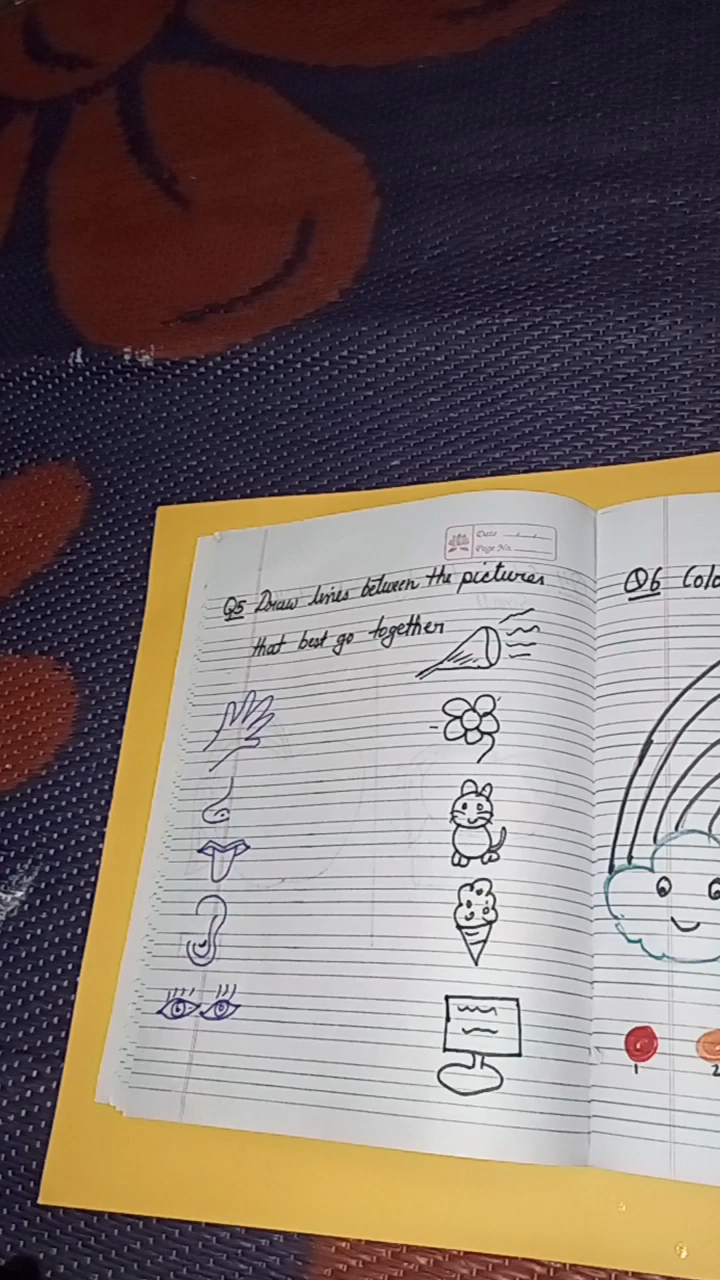 Date
Page No.
Q5 Draw lines between the pictures
that best go together
Q6 Colo
1
2